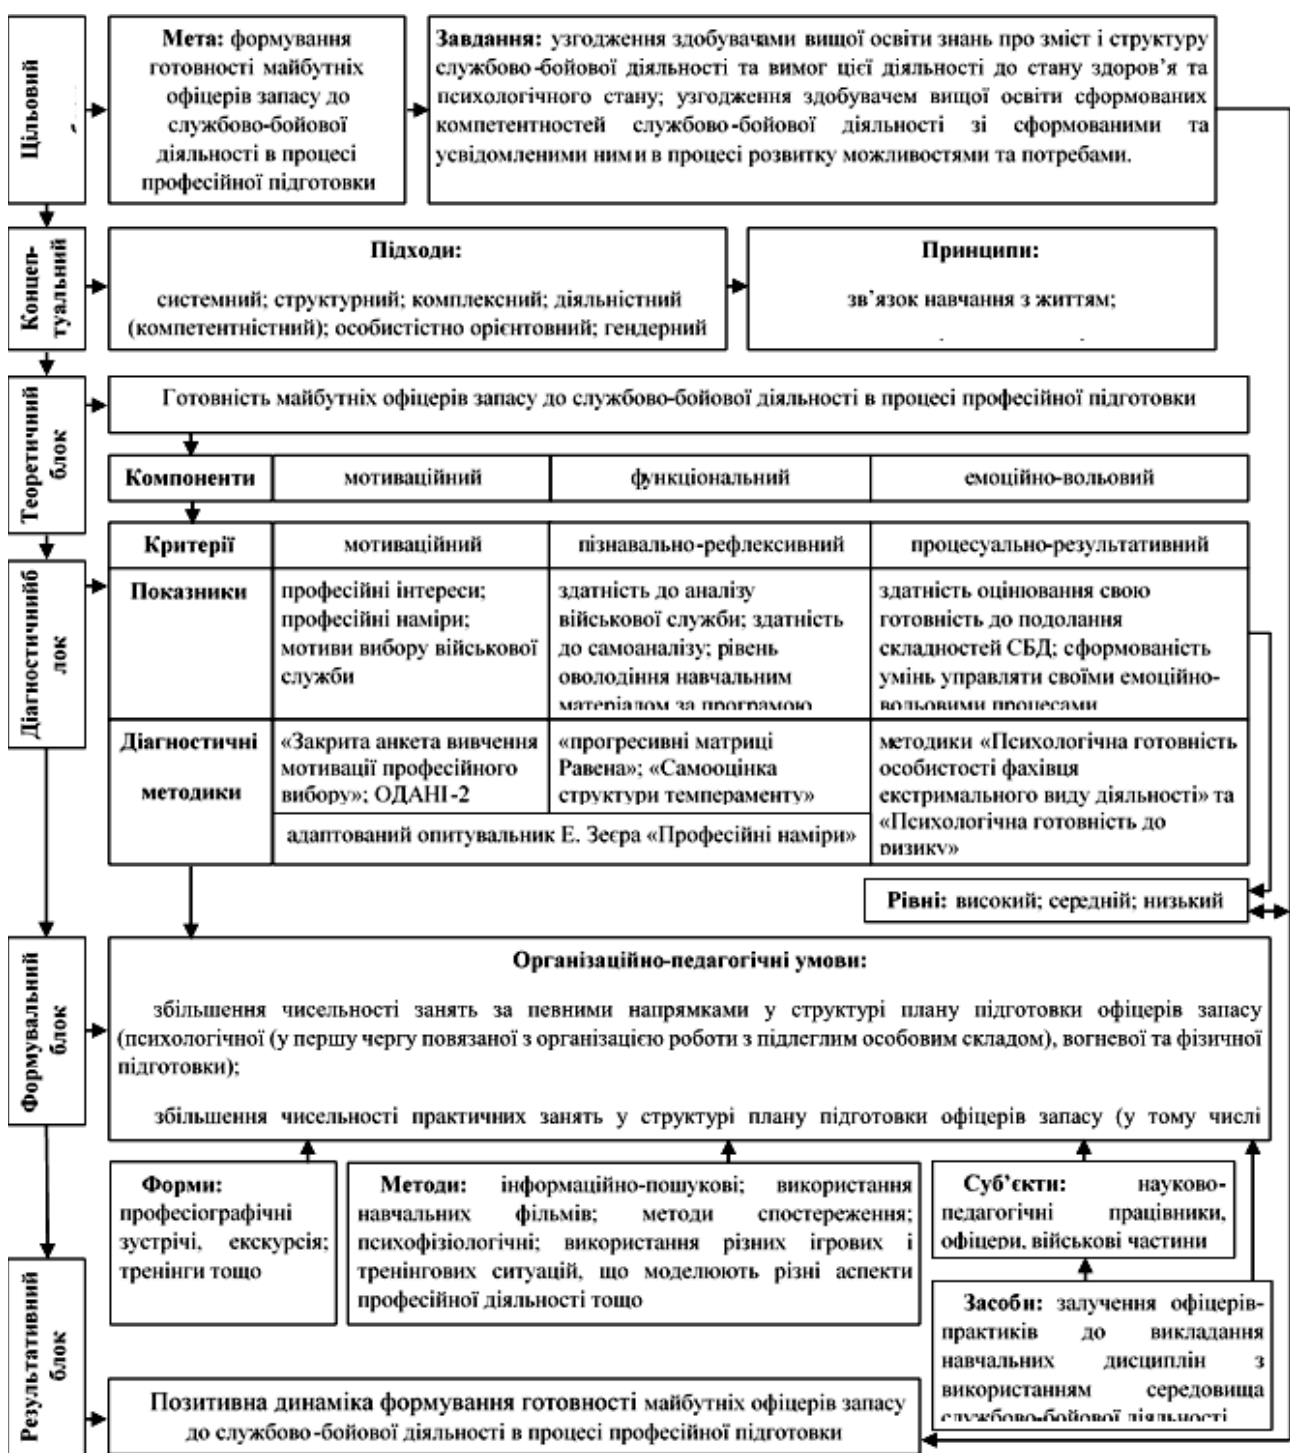 Цільовий
Мета: формування
готовності майбутніх
офіцерів запасу до
службово-бойової
діяльності в процесі
професійної підготовки
Завдання: узгодження здобувачами вищої освіти знань про зміст і структуру
службово-бойової діяльності та вимог цієї діяльності до стану здоров’я та
психологічного стану; узгодження здобувачем вищої освіти сформованих
компетентностей службово-бойової діяльності зі сформованими та
усвідомленими ними в процесі розвитку можливостями та потребами.
Концеп-
туальний
Підходи:
системний; структурний; комплексний; діяльністний
(компетентністний); особистістно орієнтовний; гендерний
Принципи:
зв’язок навчання з життям;
Теоретичний
блок
Готовність майбутніх офіцерів запасу до службово-бойової діяльності в процесі професійної підготовки
Компоненти мотиваційний функціональний емоційно-вольовий
Діагностичнийб
лок
Критерії мотиваційний пізнавально-рефлексивний процесуально-результативний
Показники
професійні інтереси;
професійні наміри;
мотиви вибору військової
служби
здатність до аналізу
військової служби; здатність
до самоаналізу; рівень
оволодіння навчальним
матеріалом за програмою
здатність оцінювання свою
готовність до подолання
складностей СБД; сформованість
умінь управляти своїми емоційно-
вольовими процесами
Діагностичні
методики
«Закрита анкета вивчення
мотивації професійного
вибору»; ОДАНІ-2
«прогресивні матриці
Равена»; «Самооцінка
структури темпераменту»
адаптований опитувальник Е. Зеєра «Професійні наміри»
методики «Психологічна готовність
особистості фахівця
екстримального виду діяльності» та
«Психологічна готовність до
ризику»
Рівні: високий; середній; низький
Формувальний
блок
Організаційно-педагогічні умови:
збільшення чисельності занять за певними напрямками у структурі плану підготовки офіцерів запасу
(психологічної (у першу чергу повязаної з організацією роботи з підлеглим особовим складом), вогневої та фізичної
підготовки);
збільшення чисельності практичних занять у структурі плану підготовки офіцерів запасу (у тому числі
Форми:
професіографічні
зустрічі, екскурсія;
тренінги тощо
Методи: інформаційно-пошукові; використання
навчальних фільмів; методи спостереження;
психофізіологічні; використання різних ігрових і
тренінгових ситуацій, що моделюють різні аспекти
професійної діяльності тощо
Суб’єкти: науково-
педагогічні працівники,
офіцери, військові частини
Засоби: залучення офіцерів-
практиків до викладання
навчальних дисциплін з
використанням середовища
службово-бойової діяльності
Результативний
блок
Позитивна динаміка формування готовності майбутніх офіцерів запасу
до службово-бойової діяльності в процесі професійної підготовки